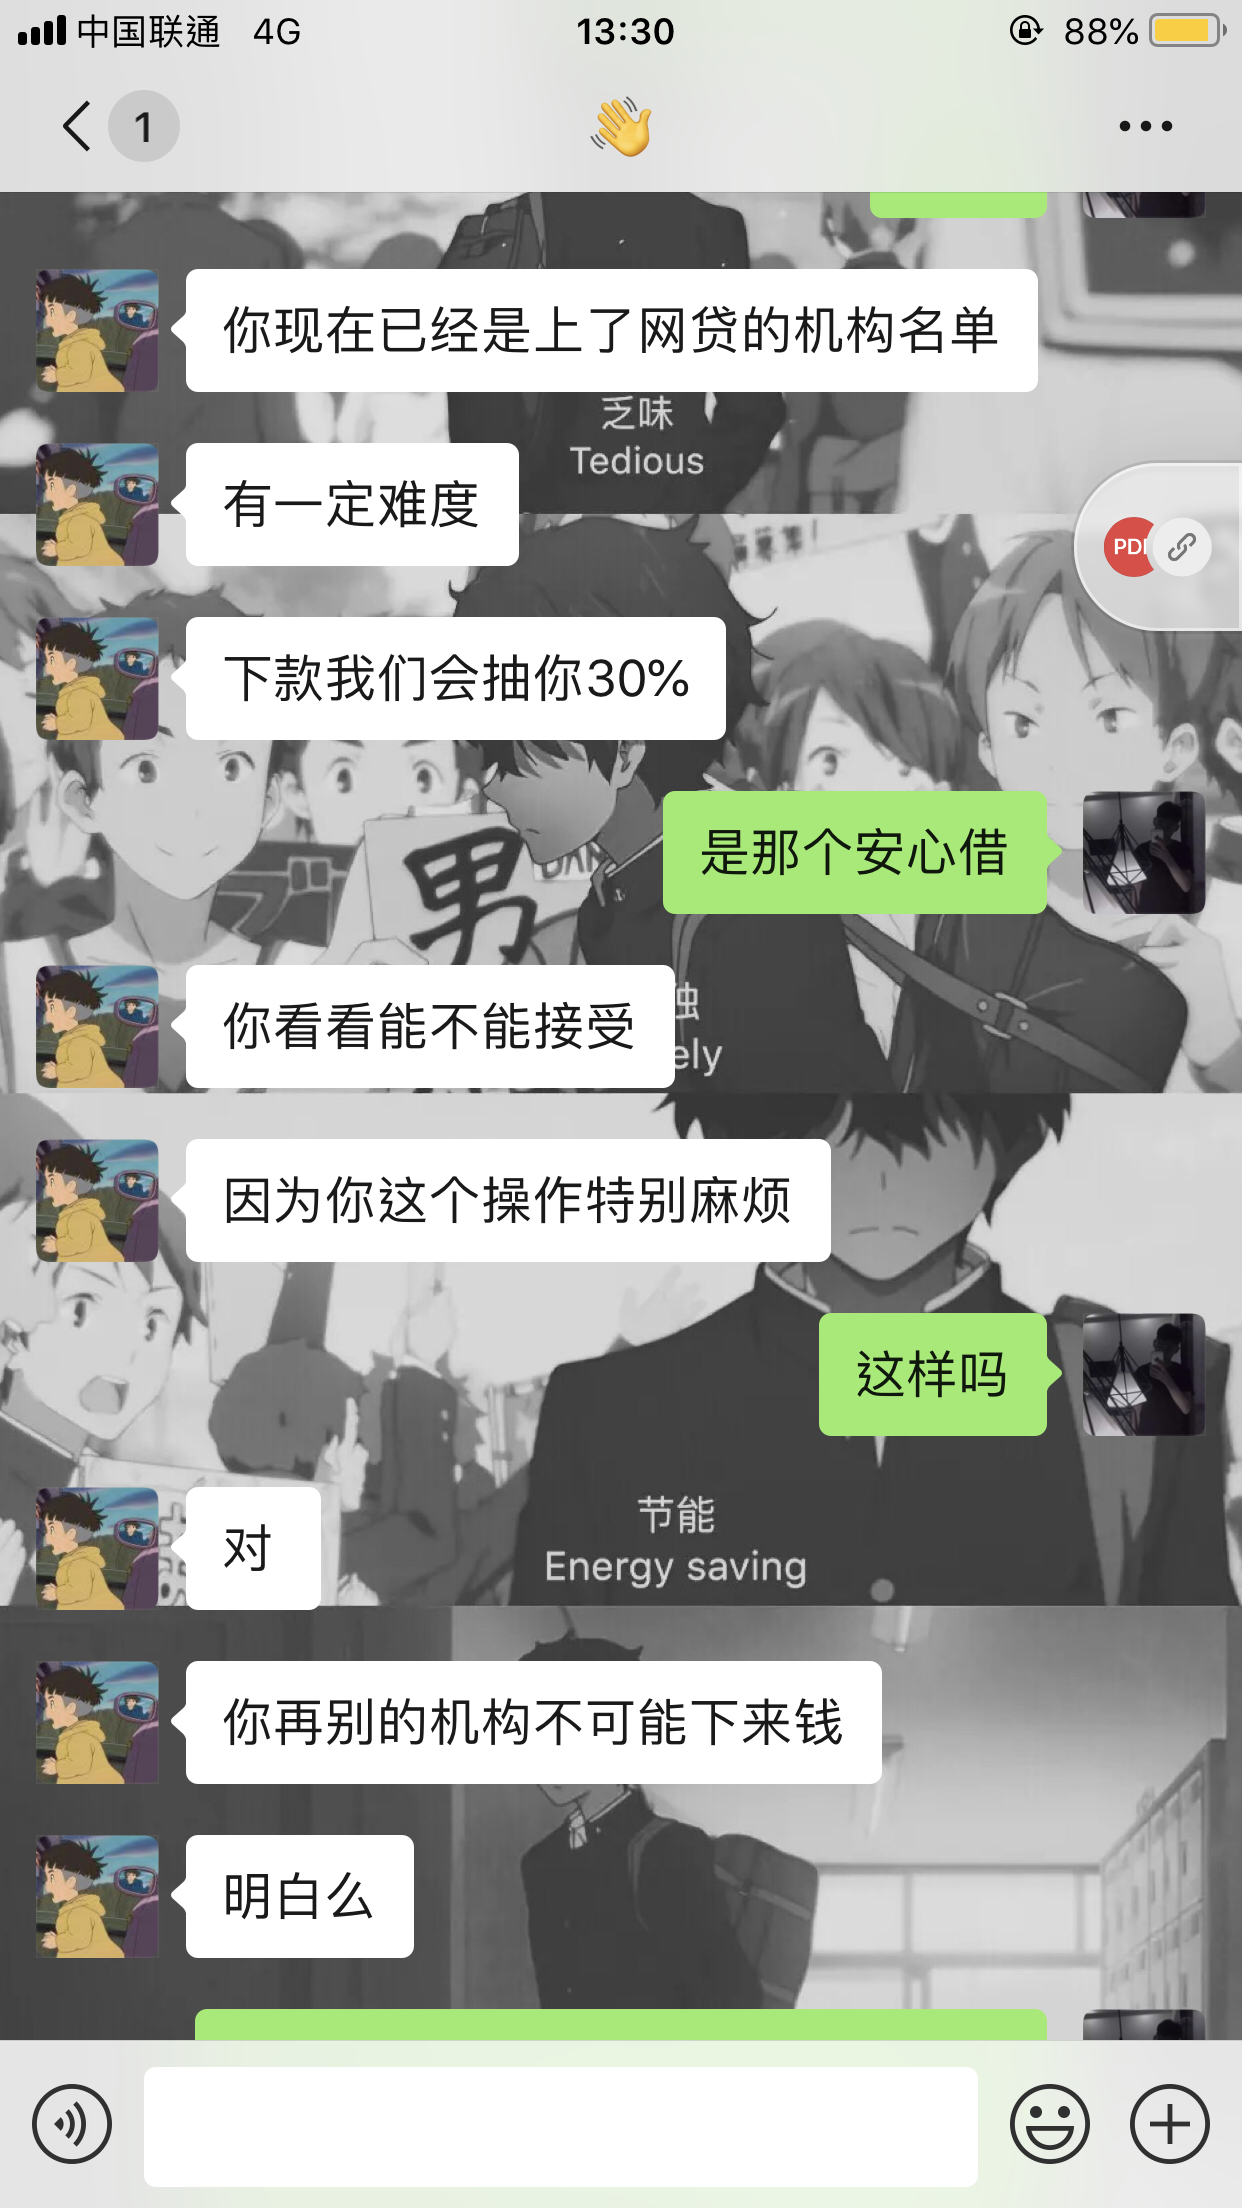 中国联通 4G 13:30 88%
1 👋
你现在已经是上了网贷的机构名单
乏味
Tedious
有一定难度
PDF
下款我们会抽你30%
是那个安心借
男
你看看能不能接受
独
ely
因为你这个操作特别麻烦
这样吗
对
节能
Energy saving
你再别的机构不可能下来钱
明白么